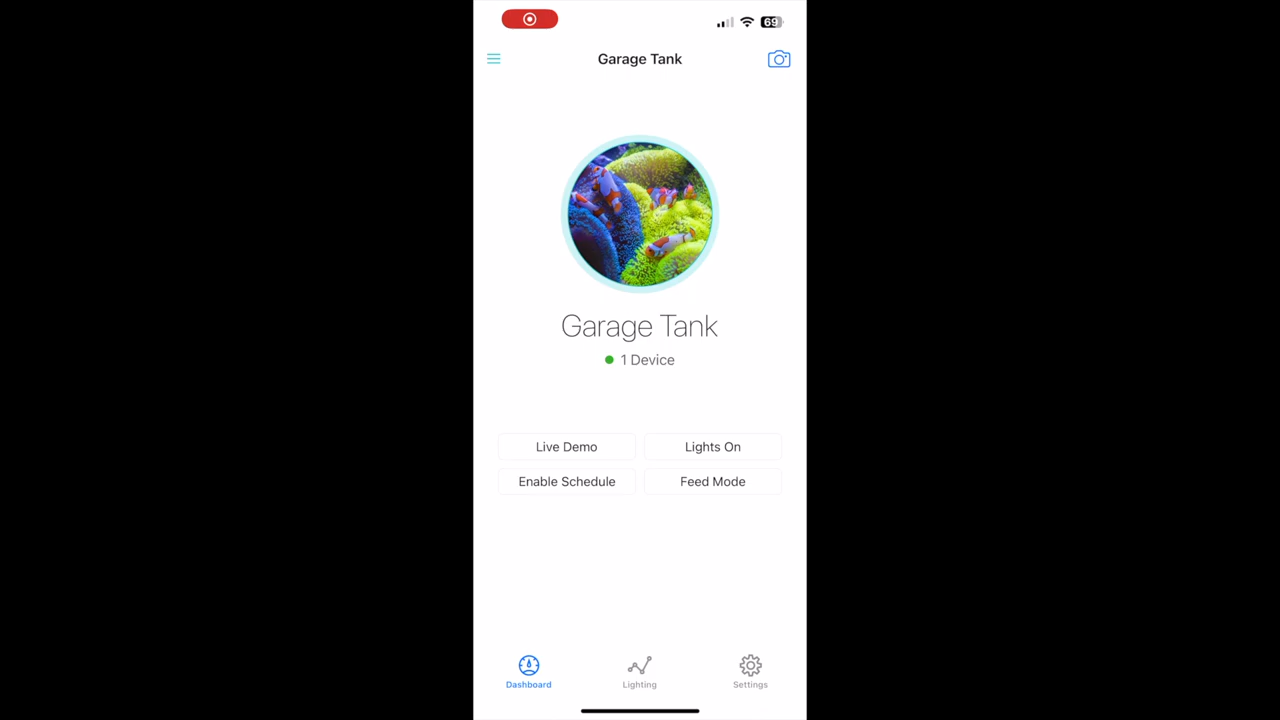 69
Garage Tank
Garage Tank
1 Device
Live Demo
Lights On
Enable Schedule
Feed Mode
Dashboard
Lighting
Settings